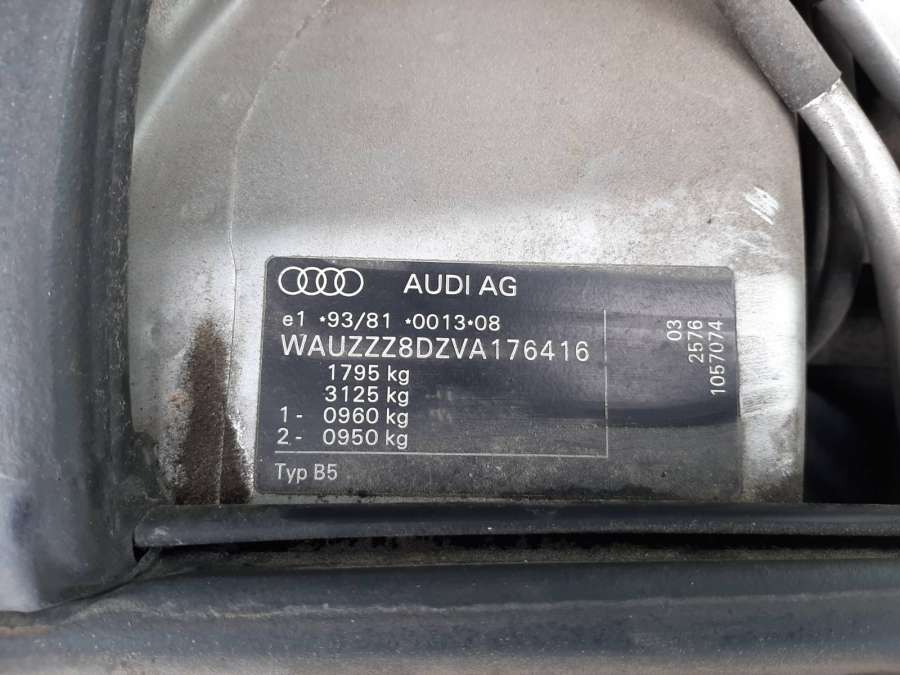 AUDI AG
e1 *93/81 *0013*08
WAUZZZ8DZVA176416
1795 kg
3125 kg
1- 0960 kg
2- 0950 kg
Typ B5
03
2576
1057074